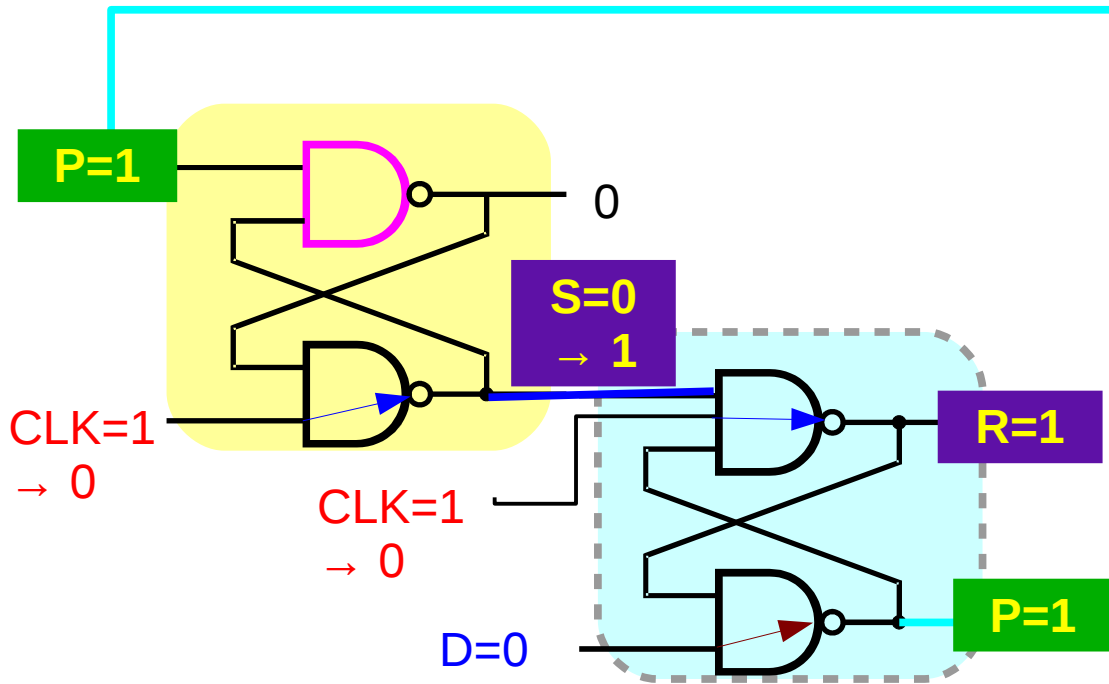 P=1
0
S=0
→ 1
CLK=1
→ 0
R=1
CLK=1
→ 0
P=1
D=0